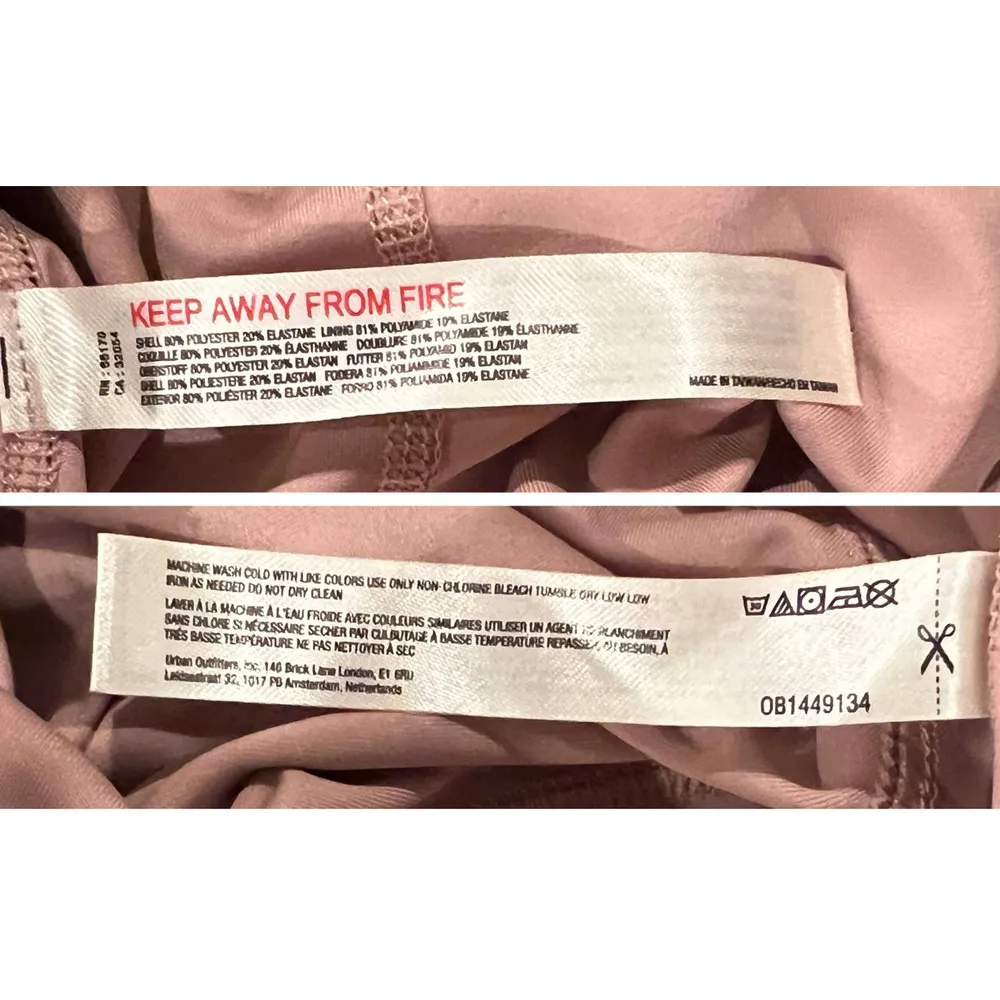 KEEP AWAY FROM FIRE
SHELL 80% POLYESTER 20% ELASTANE LINING 81% POLYAMIDE 19% ELASTANE
COQUILLE 80% POLYESTER 20% ÉLASTHANNE DOUBLURE 81% POLYAMIDE 19% ÉLASTHANNE
OBERSTOFF 80% POLYESTER 20% ELASTAN FUTTER 81% POLYAMID 19% ELASTAN
SHELL 80% POLIESTERE 20% ELASTAN FODERA 81% POLIAMMIDE 19% ELASTAN
EXTERIOR 80% POLIÉSTER 20% ELASTANE FORRO 81% POLIAMIDA 19% ELASTANE
RN: 66170
CA: 32054
MADE IN TAIWAN/HECHO EN TAIWAN
MACHINE WASH COLD WITH LIKE COLORS USE ONLY NON-CHLORINE BLEACH TUMBLE DRY LOW LOW
IRON AS NEEDED DO NOT DRY CLEAN
LAVER À LA MACHINE À L'EAU FROIDE AVEC COULEURS SIMILAIRES UTILISER UN AGENT BLANCHIMENT
SANS CHLORE SI NÉCESSAIRE SECHER PAR CULBUTAGE À BASSE TEMPERATURE REPASSEZ, AU BESOIN, À
TRÈS BASSE TEMPÉRATURE NE PAS NETTOYER À SEC
Urban Outfitters, Inc. 146 Brick Lane London, E1 6RU
Leidsestraat 32, 1017 PB Amsterdam, Netherlands
30
OB1449134